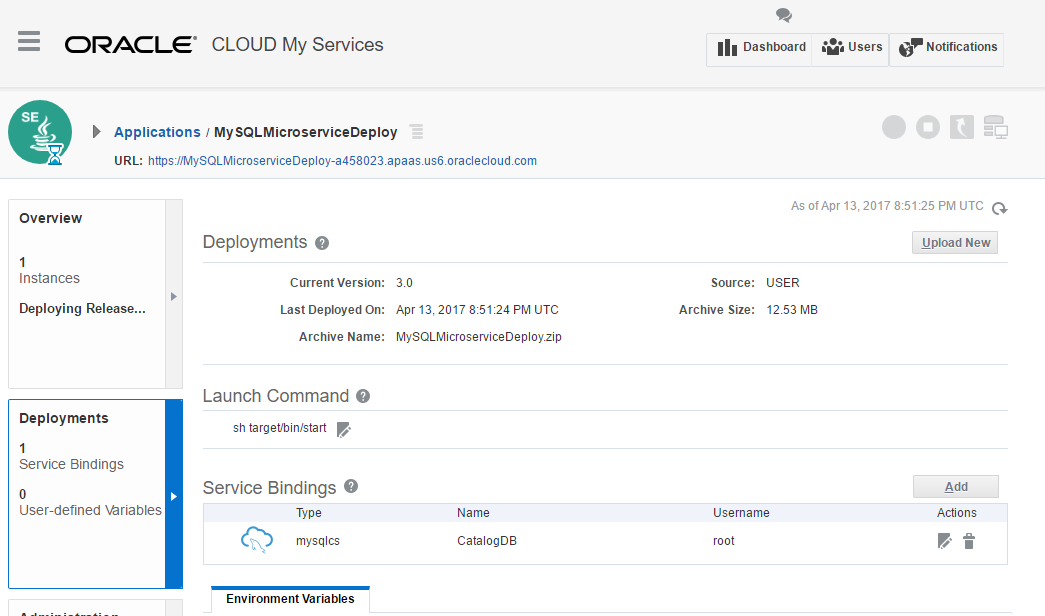 ORACLE® CLOUD My Services
Dashboard Users Notifications
SE
Applications / MySQLMicroserviceDeploy
URL: https://MySQLMicroserviceDeploy-a458023.apaas.us6.oraclecloud.com
As of Apr 13, 2017 8:51:25 PM UTC
Overview
1
Instances
Deploying Release...
Deployments
1
Service Bindings
0
User-defined Variables
Administration
Deployments ?
Upload New
Current Version: 3.0 Source: USER
Last Deployed On: Apr 13, 2017 8:51:24 PM UTC Archive Size: 12.53 MB
Archive Name: MySQLMicroserviceDeploy.zip
Launch Command ?
sh target/bin/start
Service Bindings ?
Add
Type Name Username Actions
mysqlcs CatalogDB root
Environment Variables